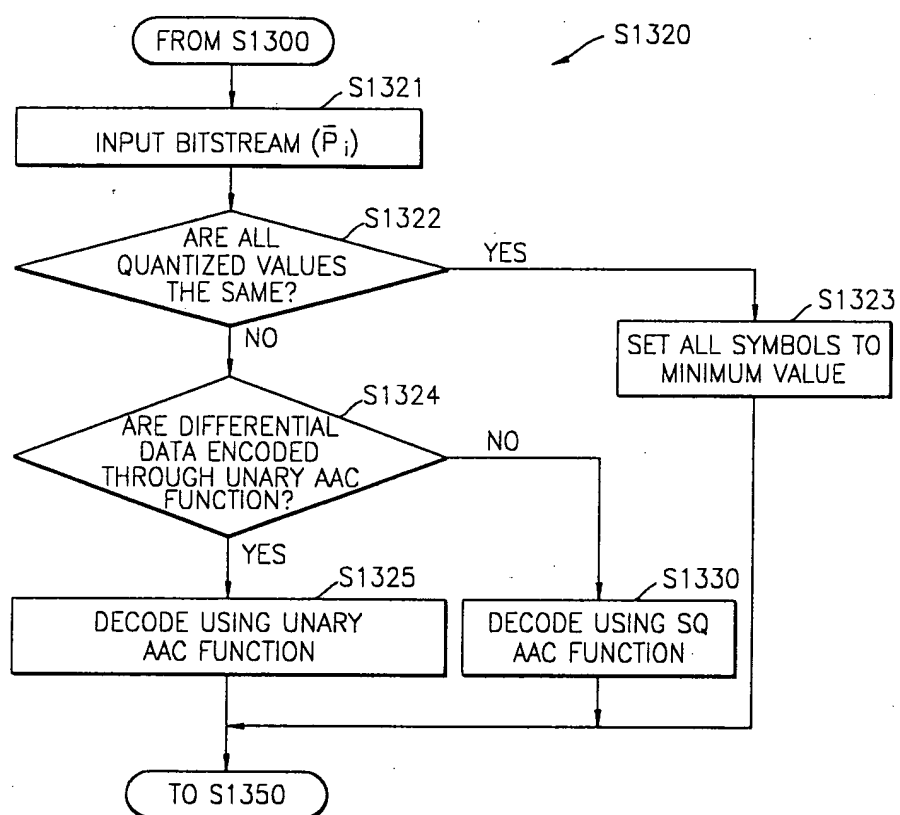 FROM S1300
S1320
S1321
INPUT BITSTREAM (P̅ i)
S1322
ARE ALL
QUANTIZED VALUES
THE SAME?
YES
NO
S1323
SET ALL SYMBOLS TO
MINIMUM VALUE
S1324
ARE DIFFERENTIAL
DATA ENCODED
THROUGH UNARY AAC
FUNCTION?
NO
YES
S1325
DECODE USING UNARY
AAC FUNCTION
S1330
DECODE USING SQ
AAC FUNCTION
TO S1350